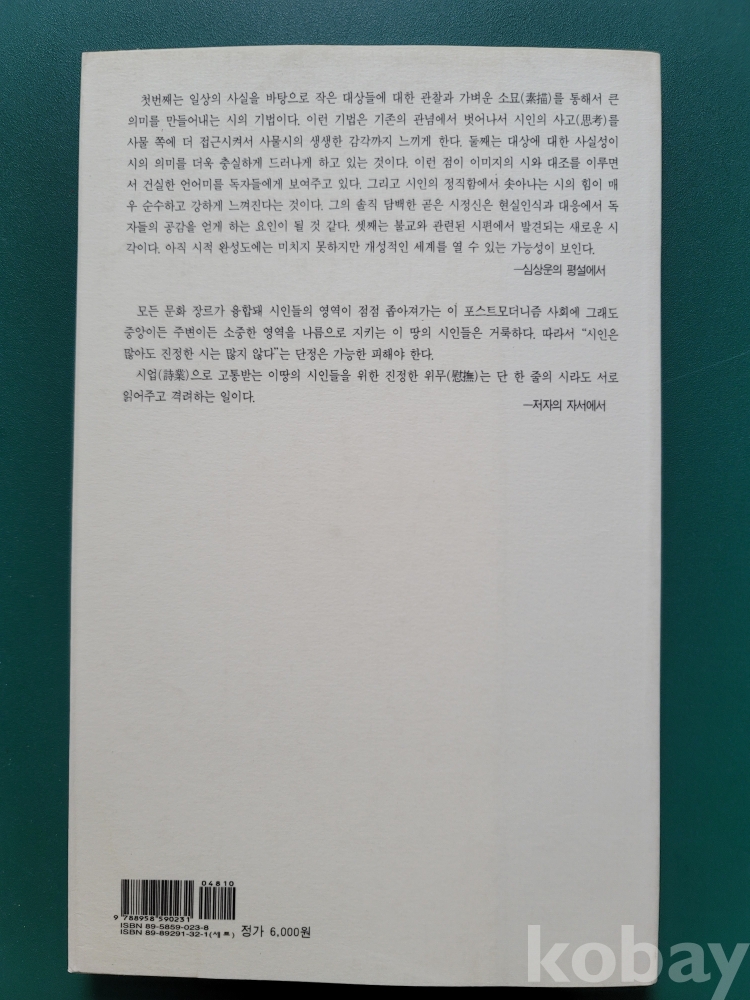 첫번째는 일상의 사실을 바탕으로 작은 대상들에 대한 관찰과 가벼운 소묘(素描)를 통해서 큰
의미를 만들어내는 시의 기법이다. 이런 기법은 기존의 관념에서 벗어나서 시인의 사고(思考)를
사물 쪽에 더 접근시켜서 사물시의 생생한 감각까지 느끼게 한다. 둘째는 대상에 대한 사실성이
시의 의미를 더욱 충실하게 드러나게 하고 있는 것이다. 이런 점이 이미지의 시와 대조를 이루면
서 건실한 언어미를 독자들에게 보여주고 있다. 그리고 시인의 정직함에서 솟아나는 시의 힘이 매
우 순수하고 강하게 느껴진다는 것이다. 그의 솔직 담백한 곧은 시정신은 현실인식과 대응에서 독
자들의 공감을 얻게 하는 요인이 될 것 같다. 셋째는 불교와 관련된 시편에서 발견되는 새로운 시
각이다. 아직 시적 완성도에는 미치지 못하지만 개성적인 세계를 열 수 있는 가능성이 보인다.
─심상운의 평설에서
모든 문화 장르가 융합돼 시인들의 영역이 점점 좁아져가는 이 포스트모더니즘 사회에 그래도
중앙이든 주변이든 소중한 영역을 나름으로 지키는 이 땅의 시인들은 거룩하다. 따라서 “시인은
많아도 진정한 시는 많지 않다”는 단정은 가능한 피해야 한다.
시업(詩業)으로 고통받는 이땅의 시인들을 위한 진정한 위무(慰撫)는 단 한 줄의 시라도 서로
읽어주고 격려하는 일이다.
─저자의 자서에서
04810
9 788958 590231
ISBN 89-5859-023-8
ISBN 89-89291-32-1(세트)
정가 6,000원
kobay